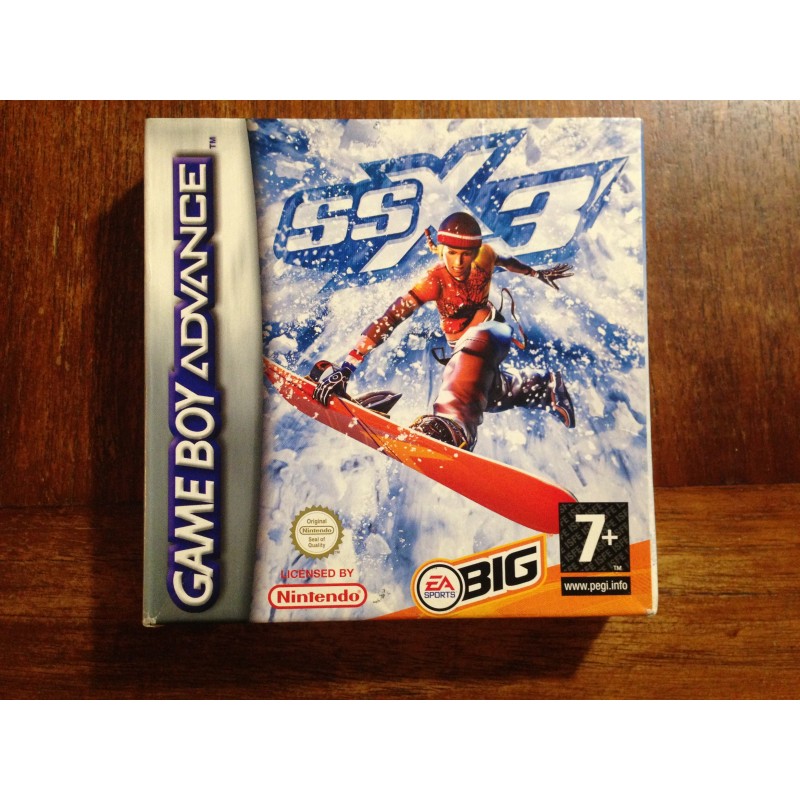 GAME BOY ADVANCE™
SSX3
Original
Nintendo
Seal of
Quality
LICENSED BY
Nintendo
EA
SPORTS
BIG
7+
™
www.pegi.info